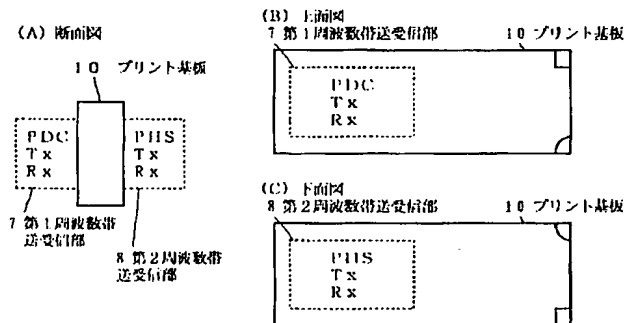 (A) 断面図
10 プリント基板
PDC
Tx
Rx
PHS
Tx
Rx
7 第1周波数帯
送受信部
8 第2周波数帯
送受信部
(B) 上面図
7 第1周波数帯送受信部
10 プリント基板
PDC
Tx
Rx
(C) 下面図
8 第2周波数帯送受信部
10 プリント基板
PHS
Tx
Rx